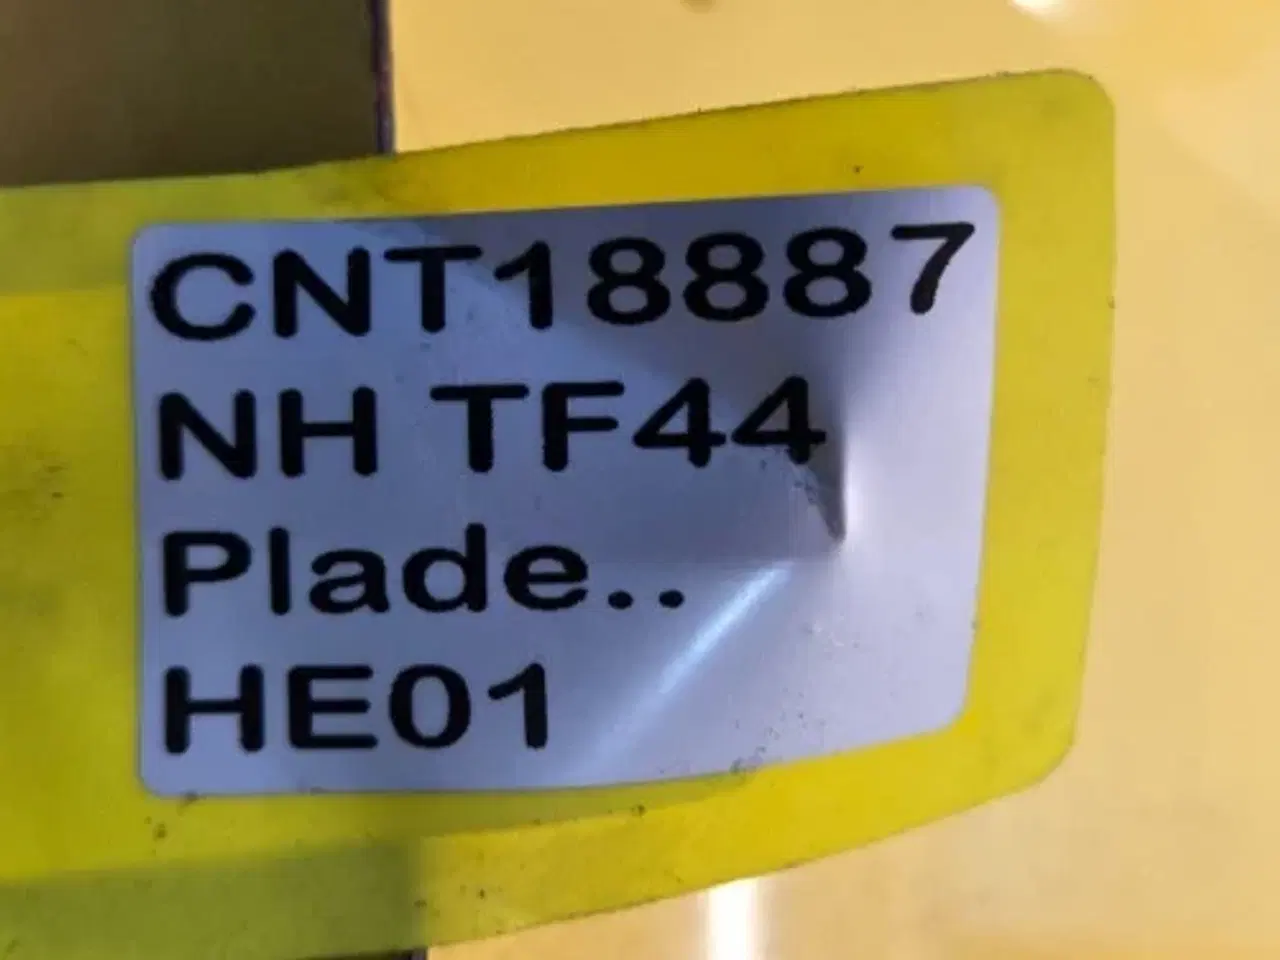 CNT18887
NH TF44
Plade..
HE01